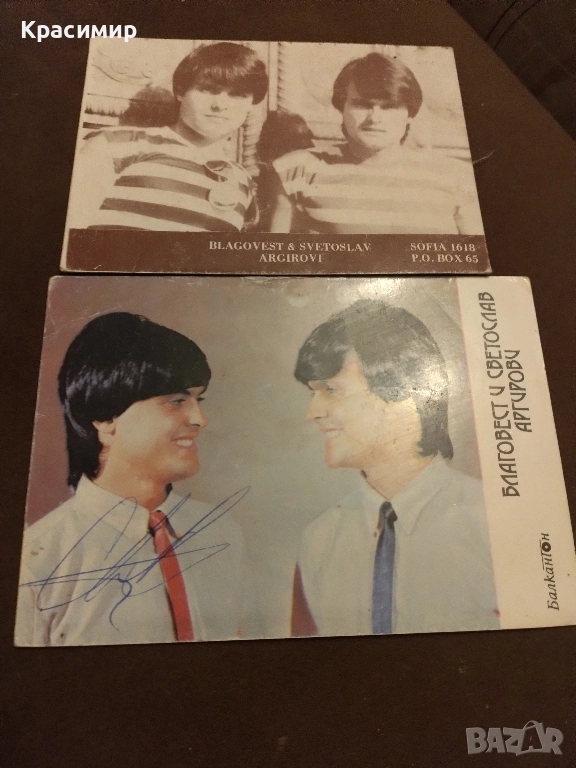 Красимир
BLAGOVEST & SVETOSLAV
ARGIROVI
SOFIA 1618
P.O. BOX 65
БЛАГОВЕСТ И СВЕТОСЛАВ
АРГИРОВИ
Балкантон
BAZAR